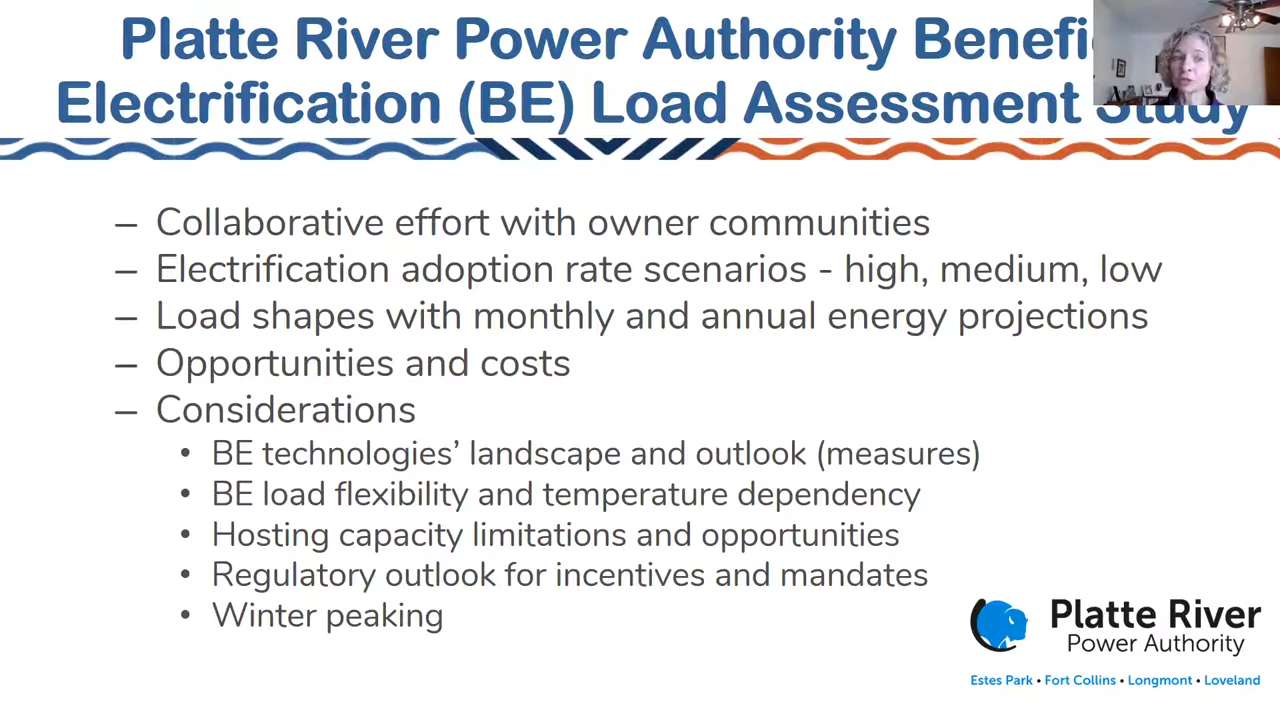 Platte River Power Authority Benefi
Electrification (BE) Load Assessment Study
– Collaborative effort with owner communities
– Electrification adoption rate scenarios - high, medium, low
– Load shapes with monthly and annual energy projections
– Opportunities and costs
– Considerations
• BE technologies’ landscape and outlook (measures)
• BE load flexibility and temperature dependency
• Hosting capacity limitations and opportunities
• Regulatory outlook for incentives and mandates
• Winter peaking
Platte River
Power Authority
Estes Park • Fort Collins • Longmont • Loveland